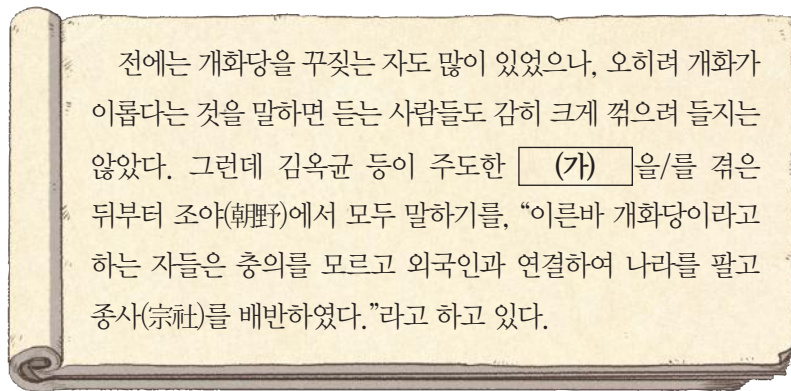 전에는 개화당을 꾸짖는 자도 많이 있었으나, 오히려 개화가
이롭다는 것을 말하면 듣는 사람들도 감히 크게 꺾으려 들지는
않았다. 그런데 김옥균 등이 주도한 (가) 을/를 겪은
뒤부터 조야(朝野)에서 모두 말하기를, “이른바 개화당이라고
하는 자들은 충의를 모르고 외국인과 연결하여 나라를 팔고
종사(宗社)를 배반하였다.”라고 하고 있다.